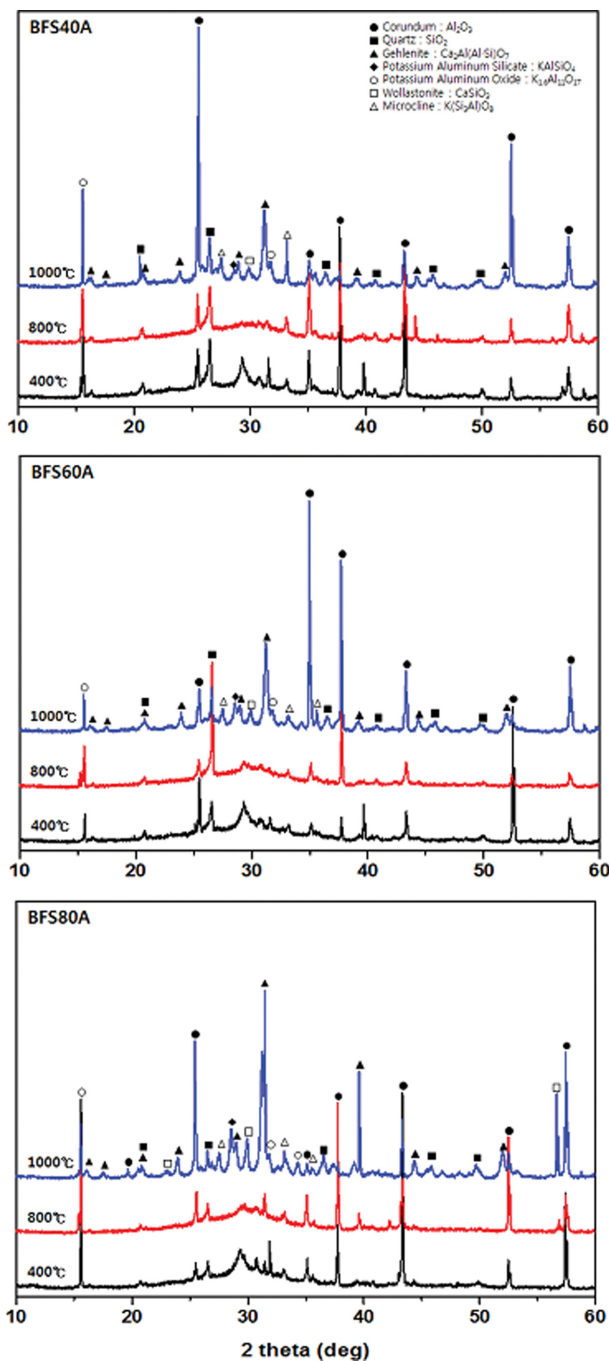 BFS40A
● Corundum : Al₂O₃
■ Quartz : SiO₂
▲ Gehlenite : Ca₂Al(Al·Si)O₇
◆ Potassium Aluminum Silicate : KAlSiO₄
○ Potassium Aluminum Oxide : K₁.₆Al₁₁O₁₇
□ Wollastonite : CaSiO₃
△ Microcline : K(Si₃Al)O₈
1000℃
800℃
400℃
10 20 30 40 50 60
BFS60A
1000℃
800℃
400℃
10 20 30 40 50 60
BFS80A
1000℃
800℃
400℃
10 20 30 40 50 60
2 theta (deg)